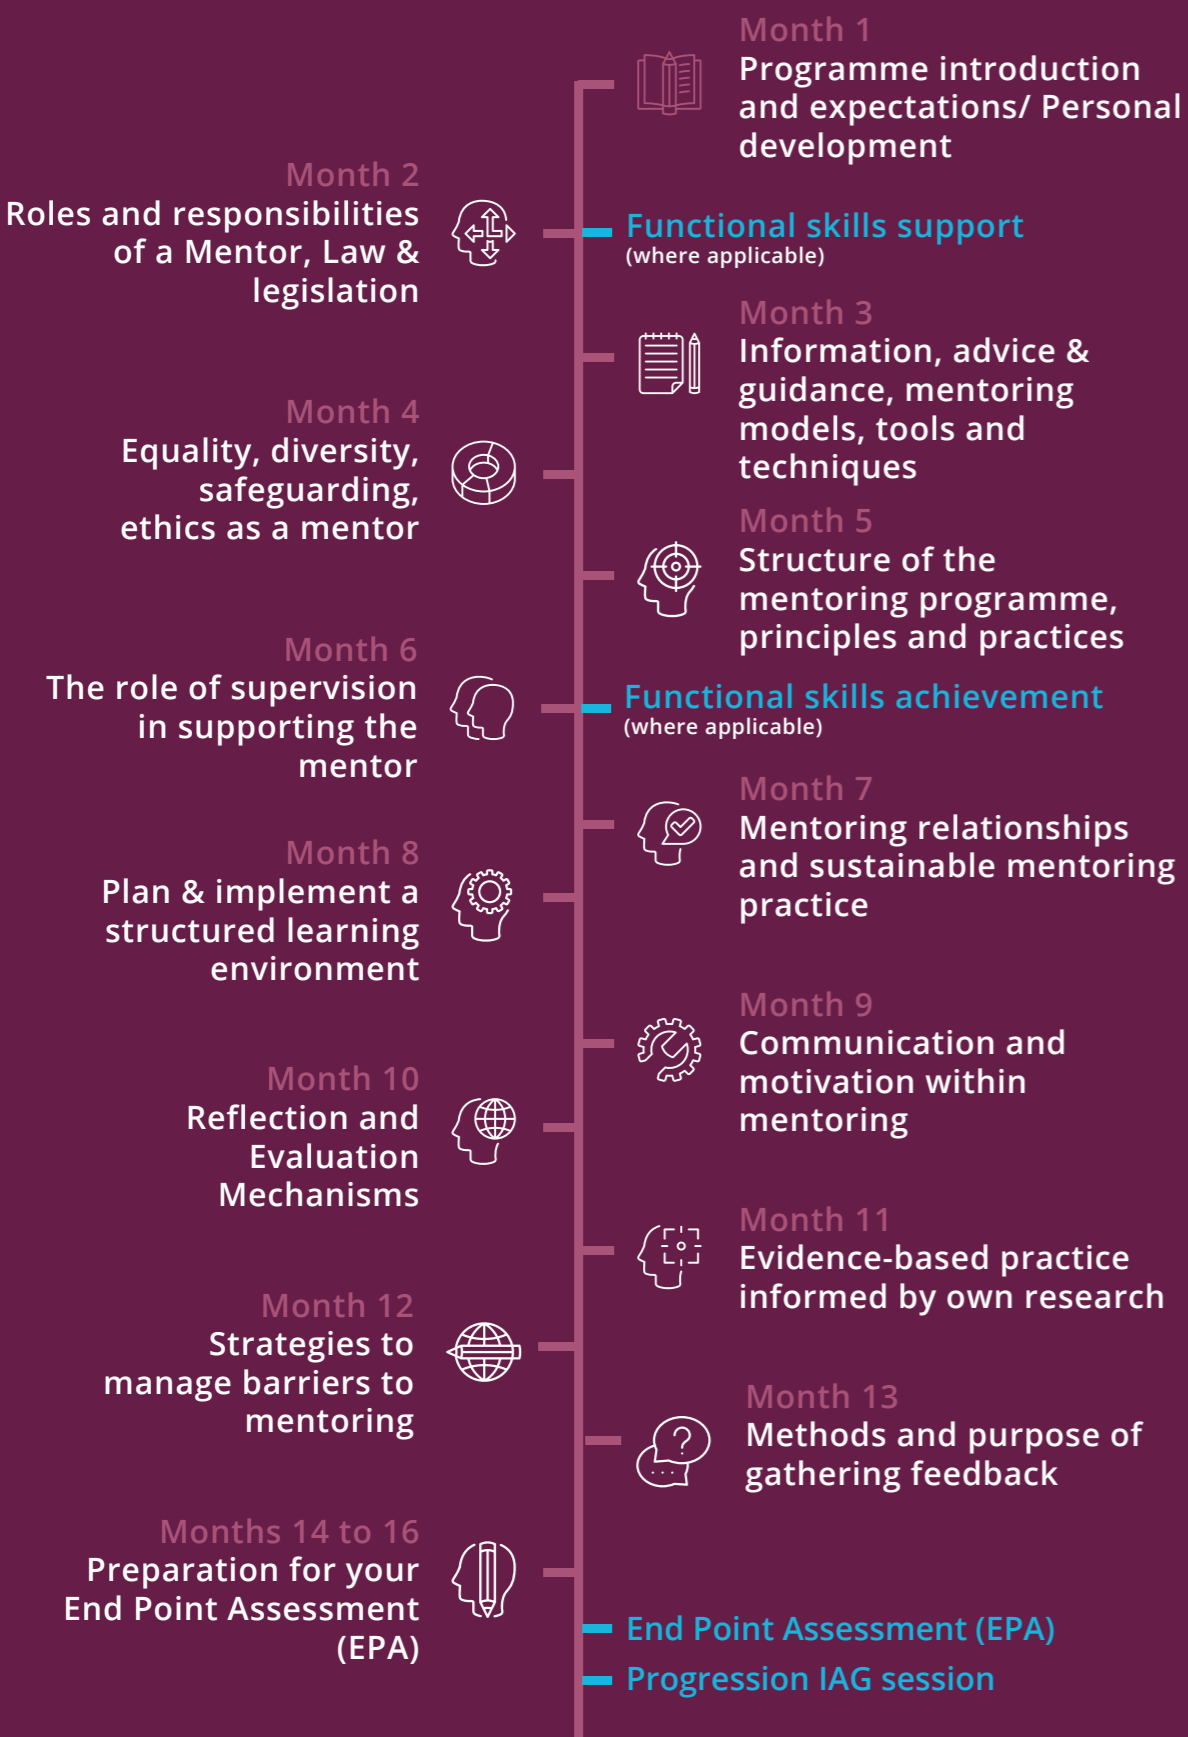 Month 1
Programme introduction
and expectations/ Personal
development
Month 2
Roles and responsibilities
of a Mentor, Law &
legislation
Functional skills support
(where applicable)
Month 3
Information, advice &
guidance, mentoring
models, tools and
techniques
Month 4
Equality, diversity,
safeguarding,
ethics as a mentor
Month 5
Structure of the
mentoring programme,
principles and practices
Month 6
The role of supervision
in supporting the
mentor
Functional skills achievement
(where applicable)
Month 7
Mentoring relationships
and sustainable mentoring
practice
Month 8
Plan & implement a
structured learning
environment
Month 9
Communication and
motivation within
mentoring
Month 10
Reflection and
Evaluation
Mechanisms
Month 11
Evidence-based practice
informed by own research
Month 12
Strategies to
manage barriers to
mentoring
Month 13
Methods and purpose of
gathering feedback
Months 14 to 16
Preparation for your
End Point Assessment
(EPA)
End Point Assessment (EPA)
Progression IAG session